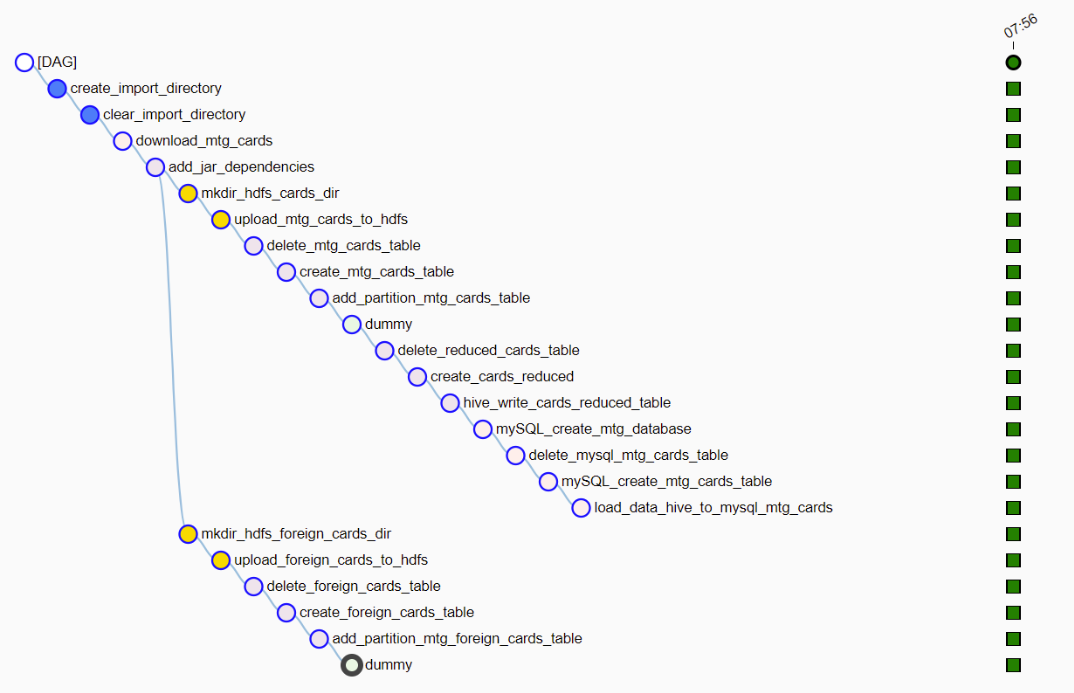 07:56
[DAG]
create_import_directory
clear_import_directory
download_mtg_cards
add_jar_dependencies
mkdir_hdfs_cards_dir
upload_mtg_cards_to_hdfs
delete_mtg_cards_table
create_mtg_cards_table
add_partition_mtg_cards_table
dummy
delete_reduced_cards_table
create_cards_reduced
hive_write_cards_reduced_table
mySQL_create_mtg_database
delete_mysql_mtg_cards_table
mySQL_create_mtg_cards_table
load_data_hive_to_mysql_mtg_cards
mkdir_hdfs_foreign_cards_dir
upload_foreign_cards_to_hdfs
delete_foreign_cards_table
create_foreign_cards_table
add_partition_mtg_foreign_cards_table
dummy